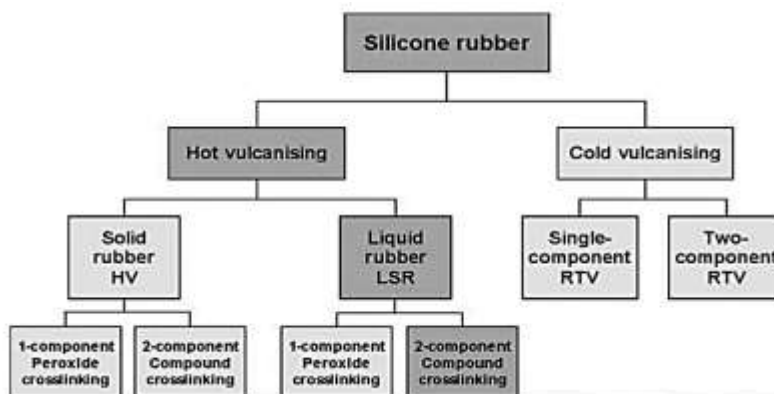 Silicone rubber
Hot vulcanising
Cold vulcanising
Solid
rubber
HV
Liquid
rubber
LSR
Single-
component
RTV
Two-
component
RTV
1-component
Peroxide
crosslinking
2-component
Compound
crosslinking
1-component
Peroxide
crosslinking
2-component
Compound
crosslinking